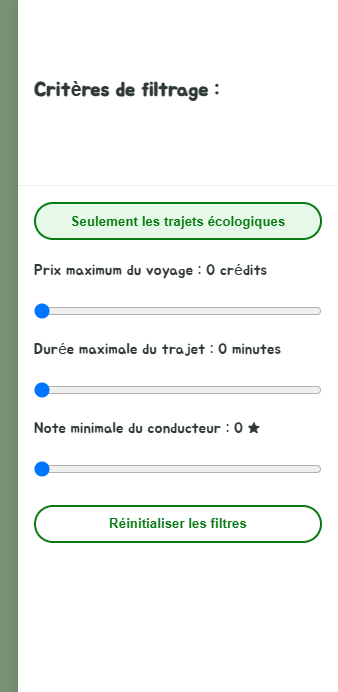 Critères de filtrage :
Seulement les trajets écologiques
Prix maximum du voyage : 0 crédits
Durée maximale du trajet : 0 minutes
Note minimale du conducteur : 0 ★
Réinitialiser les filtres